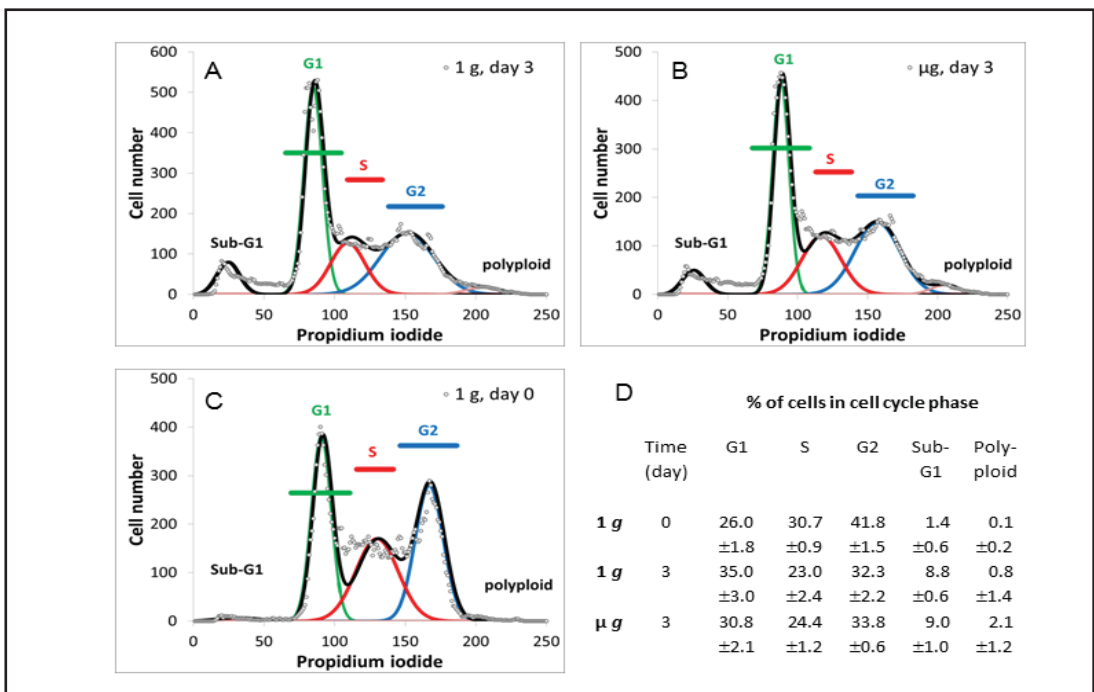 A
1 g, day 3
G1
S
G2
Sub-G1
polyploid
Cell number
600
500
400
300
200
100
0
0 50 100 150 200 250
Propidium iodide
B
µg, day 3
G1
S
G2
Sub-G1
polyploid
Cell number
500
400
300
200
100
0
0 50 100 150 200 250
Propidium iodide
C
1 g, day 0
G1
S
G2
Sub-G1
polyploid
Cell number
500
400
300
200
100
0
0 50 100 150 200 250
Propidium iodide
D
% of cells in cell cycle phase
Time G1 S G2 Sub- Poly-
(day) G1 ploid
1 g 0 26.0 30.7 41.8 1.4 0.1
±1.8 ±0.9 ±1.5 ±0.6 ±0.2
1 g 3 35.0 23.0 32.3 8.8 0.8
±3.0 ±2.4 ±2.2 ±0.6 ±1.4
µ g 3 30.8 24.4 33.8 9.0 2.1
±2.1 ±1.2 ±0.6 ±1.0 ±1.2